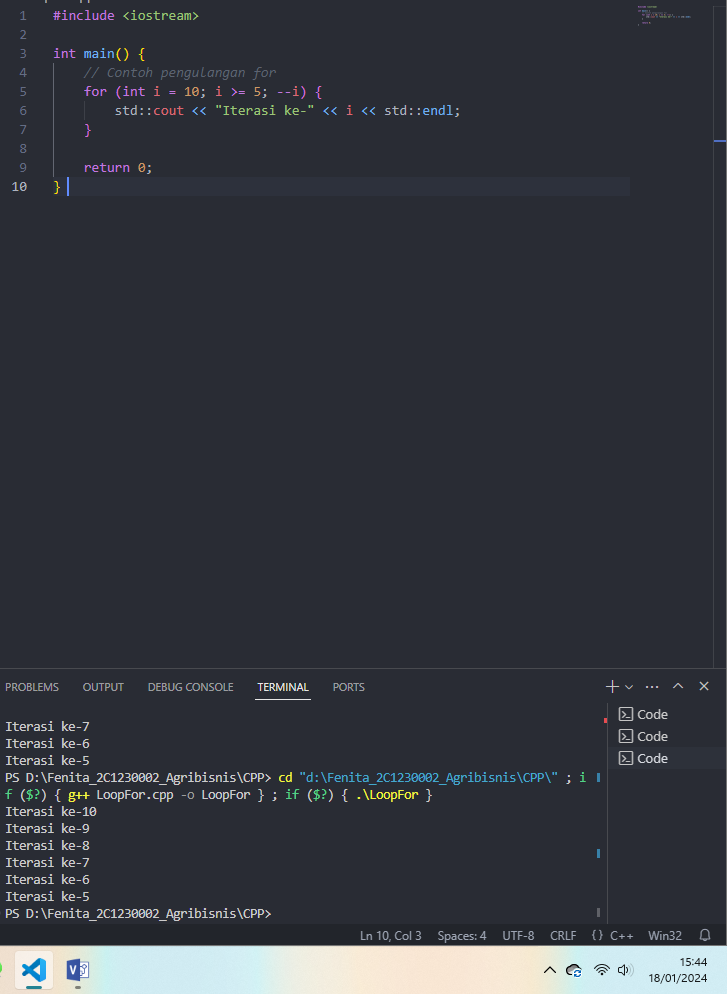 1 #include <iostream>
2
3 int main() {
4 // Contoh pengulangan for
5 for (int i = 10; i >= 5; --i) {
6 std::cout << "Iterasi ke-" << i << std::endl;
7 }
8
9 return 0;
10 }
PROBLEMS OUTPUT DEBUG CONSOLE TERMINAL PORTS
Iterasi ke-7
Iterasi ke-6
Iterasi ke-5
PS D:\Fenita_2C1230002_Agribisnis\CPP> cd "d:\Fenita_2C1230002_Agribisnis\CPP\" ; i
f ($?) { g++ LoopFor.cpp -o LoopFor } ; if ($?) { .\LoopFor }
Iterasi ke-10
Iterasi ke-9
Iterasi ke-8
Iterasi ke-7
Iterasi ke-6
Iterasi ke-5
PS D:\Fenita_2C1230002_Agribisnis\CPP>
Code
Code
Code
Ln 10, Col 3 Spaces: 4 UTF-8 CRLF {} C++ Win32
15:44
18/01/2024